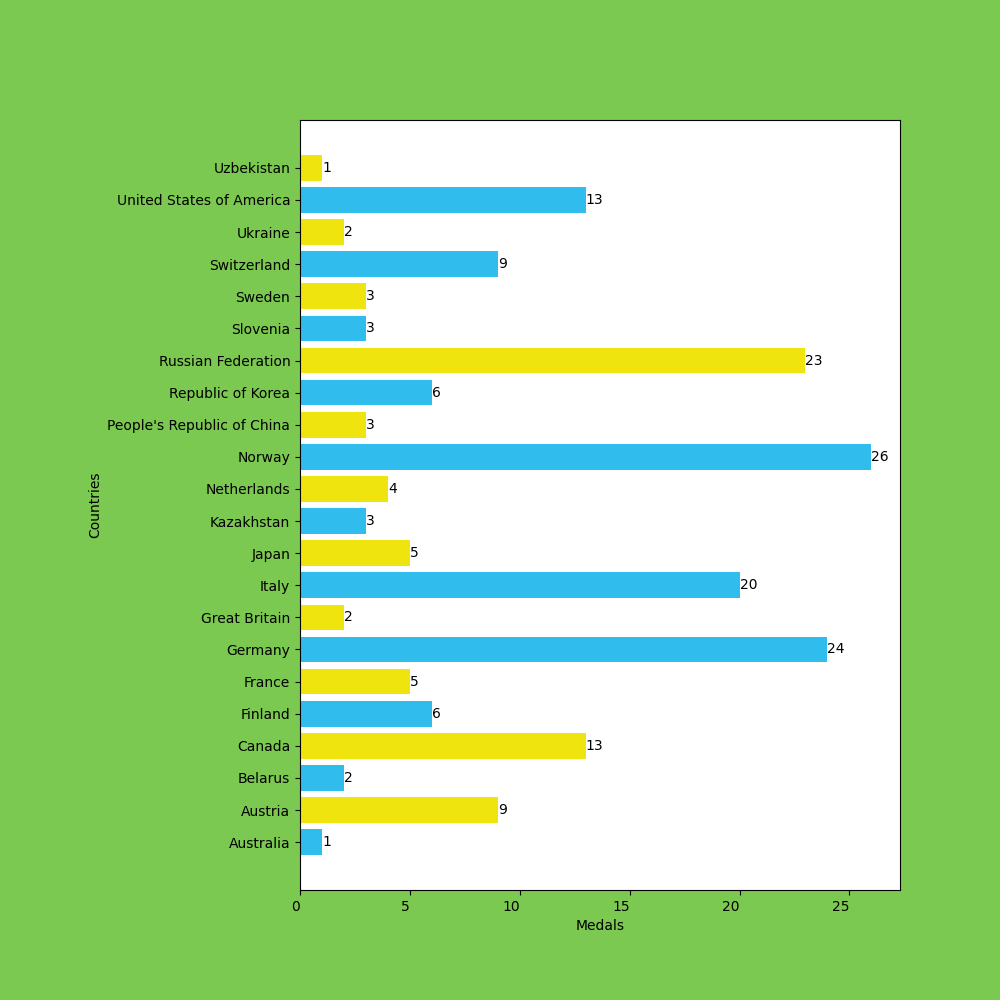 Uzbekistan 1
United States of America 13
Ukraine 2
Switzerland 9
Sweden 3
Slovenia 3
Russian Federation 23
Republic of Korea 6
People's Republic of China 3
Norway 26
Netherlands 4
Kazakhstan 3
Japan 5
Italy 20
Great Britain 2
Germany 24
France 5
Finland 6
Canada 13
Belarus 2
Austria 9
Australia 1
Countries
0 5 10 15 20 25
Medals